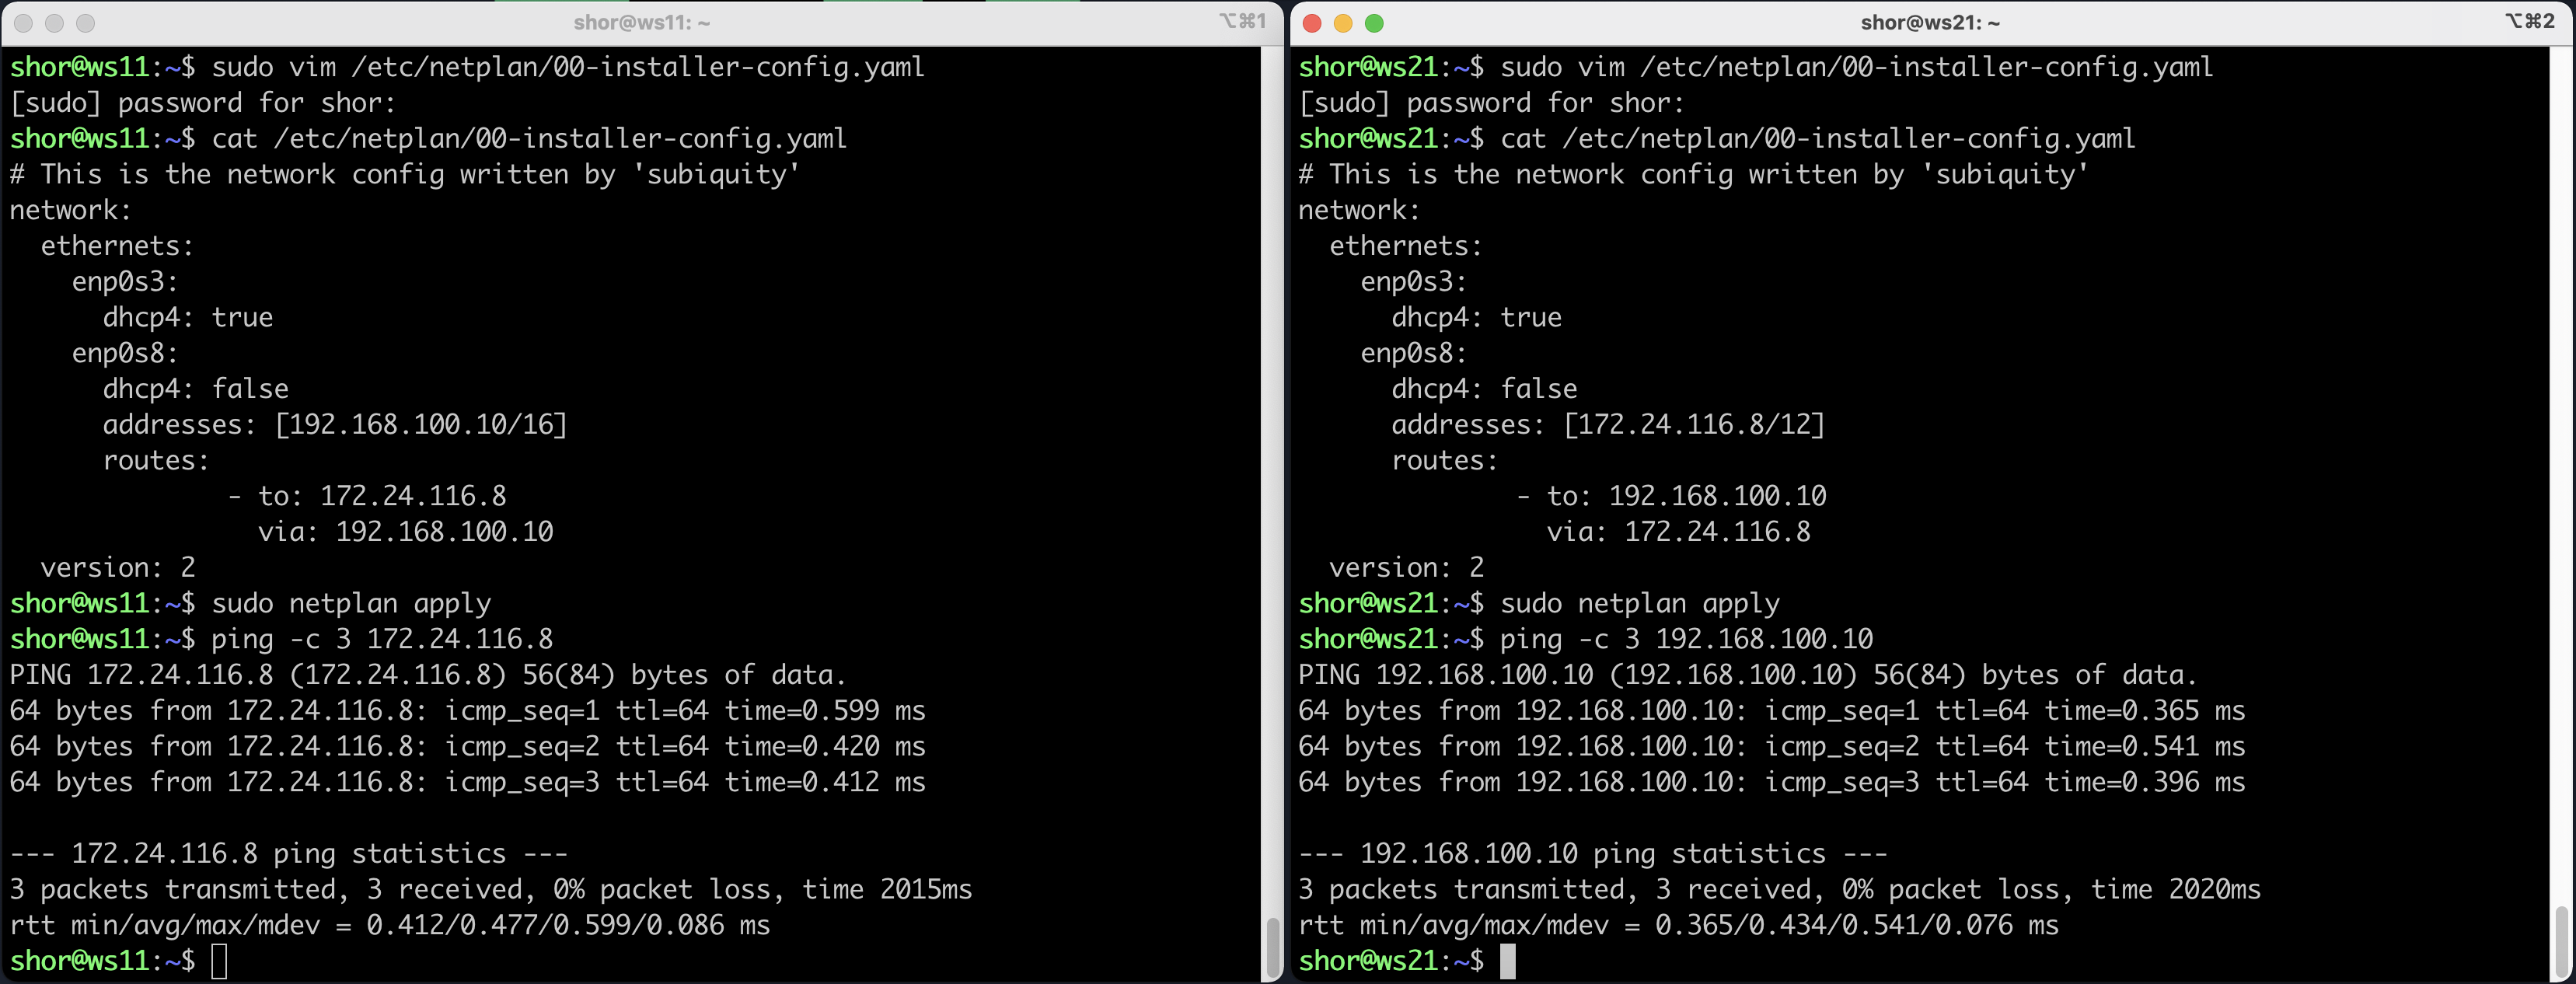 shor@ws11: ~
⌥⌘1
shor@ws11:~$ sudo vim /etc/netplan/00-installer-config.yaml
[sudo] password for shor:
shor@ws11:~$ cat /etc/netplan/00-installer-config.yaml
# This is the network config written by 'subiquity'
network:
  ethernets:
    enp0s3:
      dhcp4: true
    enp0s8:
      dhcp4: false
      addresses: [192.168.100.10/16]
      routes:
              - to: 172.24.116.8
                via: 192.168.100.10
  version: 2
shor@ws11:~$ sudo netplan apply
shor@ws11:~$ ping -c 3 172.24.116.8
PING 172.24.116.8 (172.24.116.8) 56(84) bytes of data.
64 bytes from 172.24.116.8: icmp_seq=1 ttl=64 time=0.599 ms
64 bytes from 172.24.116.8: icmp_seq=2 ttl=64 time=0.420 ms
64 bytes from 172.24.116.8: icmp_seq=3 ttl=64 time=0.412 ms

--- 172.24.116.8 ping statistics ---
3 packets transmitted, 3 received, 0% packet loss, time 2015ms
rtt min/avg/max/mdev = 0.412/0.477/0.599/0.086 ms
shor@ws11:~$
shor@ws21: ~
⌥⌘2
shor@ws21:~$ sudo vim /etc/netplan/00-installer-config.yaml
[sudo] password for shor:
shor@ws21:~$ cat /etc/netplan/00-installer-config.yaml
# This is the network config written by 'subiquity'
network:
  ethernets:
    enp0s3:
      dhcp4: true
    enp0s8:
      dhcp4: false
      addresses: [172.24.116.8/12]
      routes:
              - to: 192.168.100.10
                via: 172.24.116.8
  version: 2
shor@ws21:~$ sudo netplan apply
shor@ws21:~$ ping -c 3 192.168.100.10
PING 192.168.100.10 (192.168.100.10) 56(84) bytes of data.
64 bytes from 192.168.100.10: icmp_seq=1 ttl=64 time=0.365 ms
64 bytes from 192.168.100.10: icmp_seq=2 ttl=64 time=0.541 ms
64 bytes from 192.168.100.10: icmp_seq=3 ttl=64 time=0.396 ms

--- 192.168.100.10 ping statistics ---
3 packets transmitted, 3 received, 0% packet loss, time 2020ms
rtt min/avg/max/mdev = 0.365/0.434/0.541/0.076 ms
shor@ws21:~$